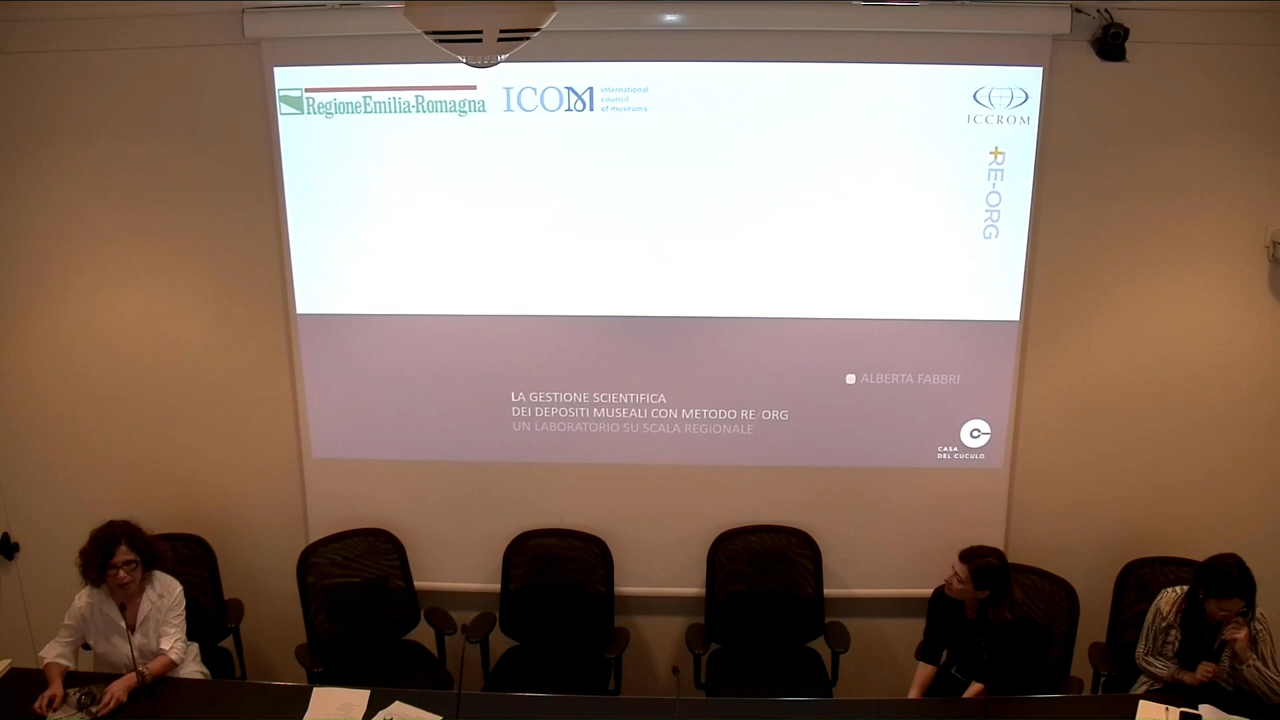 RegioneEmilia-Romagna
ICOM
international
council
of museums
ICCROM
+RE-ORG
ALBERTA FABBRI
LA GESTIONE SCIENTIFICA
DEI DEPOSITI MUSEALI CON METODO RE ORG
UN LABORATORIO SU SCALA REGIONALE
CASA
DEL CUCULO